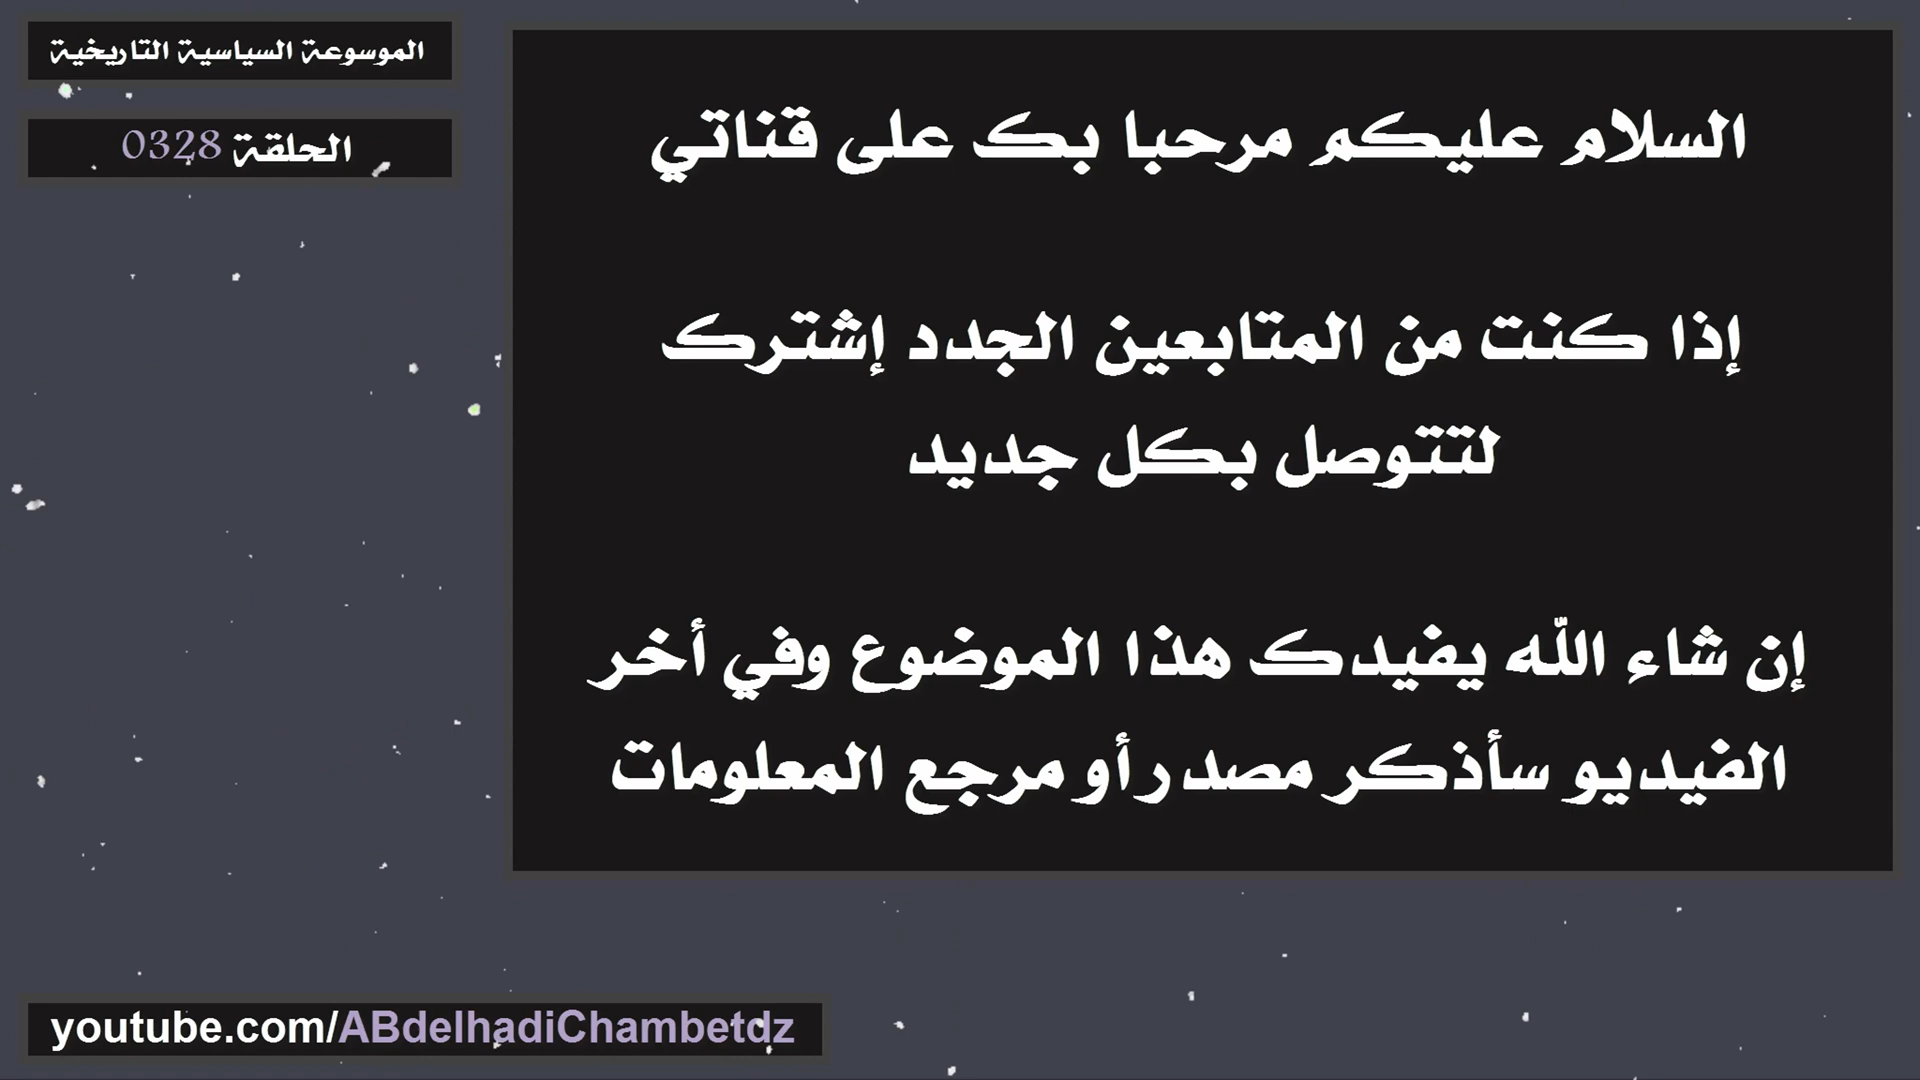 الموسوعة السياسية التاريخية
الحلقة 0328
السلام عليكم مرحبا بك على قناتي
إذا كنت من المتابعين الجدد إشترك
لتتوصل بكل جديد
إن شاء الله يفيدك هذا الموضوع وفي أخر
الفيديو سأذكر مصدر أو مرجع المعلومات
youtube.com/ABdelhadiChambetdz